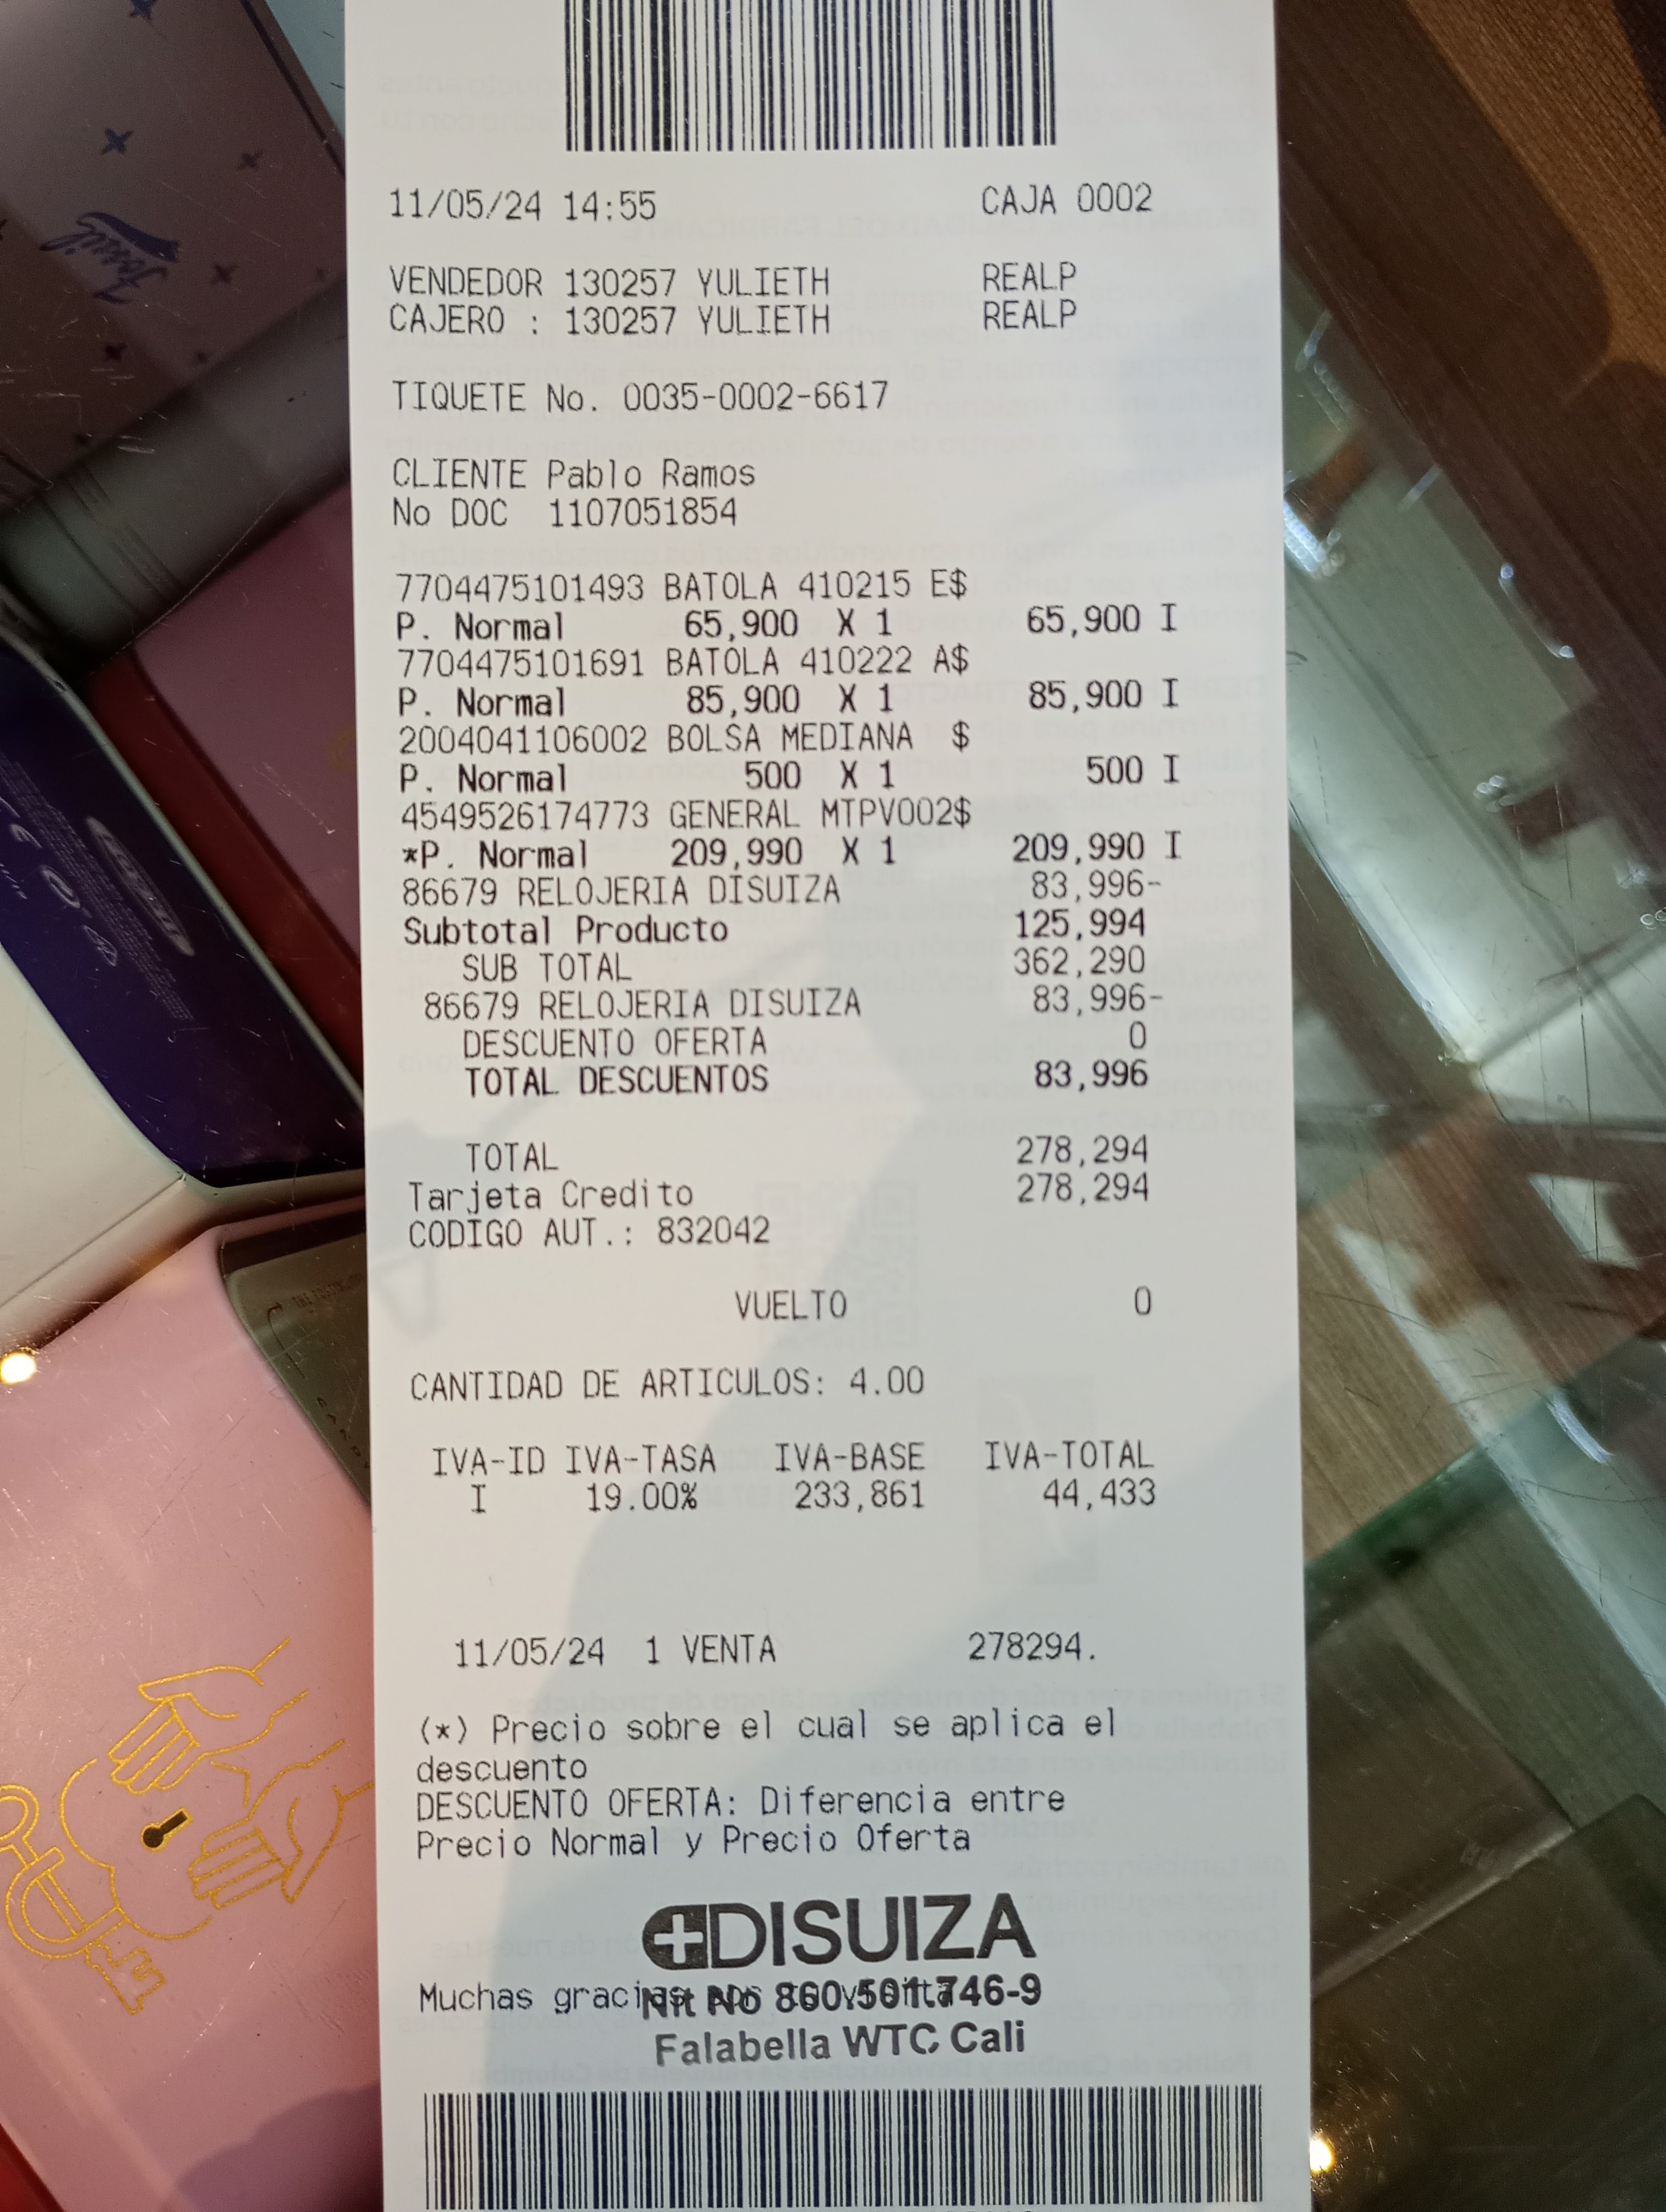 11/05/24 14:55 CAJA 0002
VENDEDOR 130257 YULIETH REALP
CAJERO : 130257 YULIETH REALP
TIQUETE No. 0035-0002-6617
CLIENTE Pablo Ramos
No DOC 1107051854
7704475101493 BATOLA 410215 E$
P. Normal 65,900 X 1 65,900 I
7704475101691 BATOLA 410222 A$
P. Normal 85,900 X 1 85,900 I
2004041106002 BOLSA MEDIANA $
P. Normal 500 X 1 500 I
4549526174773 GENERAL MTPV002$
*P. Normal 209,990 X 1 209,990 I
86679 RELOJERIA DISUIZA 83,996-
Subtotal Producto 125,994
SUB TOTAL 362,290
86679 RELOJERIA DISUIZA 83,996-
DESCUENTO OFERTA 0
TOTAL DESCUENTOS 83,996
TOTAL 278,294
Tarjeta Credito 278,294
CODIGO AUT.: 832042
VUELTO 0
CANTIDAD DE ARTICULOS: 4.00
IVA-ID IVA-TASA IVA-BASE IVA-TOTAL
I 19.00% 233,861 44,433
11/05/24 1 VENTA 278294.
(*) Precio sobre el cual se aplica el
descuento
DESCUENTO OFERTA: Diferencia entre
Precio Normal y Precio Oferta
DISUIZA
Muchas gracias
Nit No 860.501.746-9
Falabella WTC Cali
Fossil